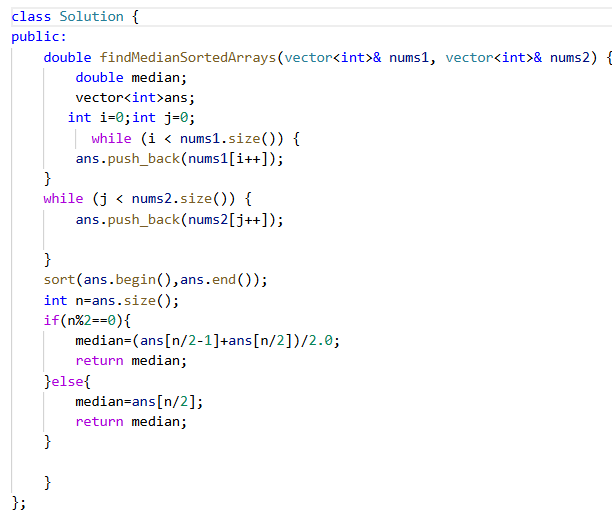 class Solution {
public:
    double findMedianSortedArrays(vector<int>& nums1, vector<int>& nums2) {
        double median;
        vector<int>ans;
       int i=0;int j=0;
          while (i < nums1.size()) {
        ans.push_back(nums1[i++]);
    }
    while (j < nums2.size()) {
        ans.push_back(nums2[j++]);
    }
    sort(ans.begin(),ans.end());
    int n=ans.size();
    if(n%2==0){
        median=(ans[n/2-1]+ans[n/2])/2.0;
        return median;
    }else{
        median=ans[n/2];
        return median;
    }
    }
};